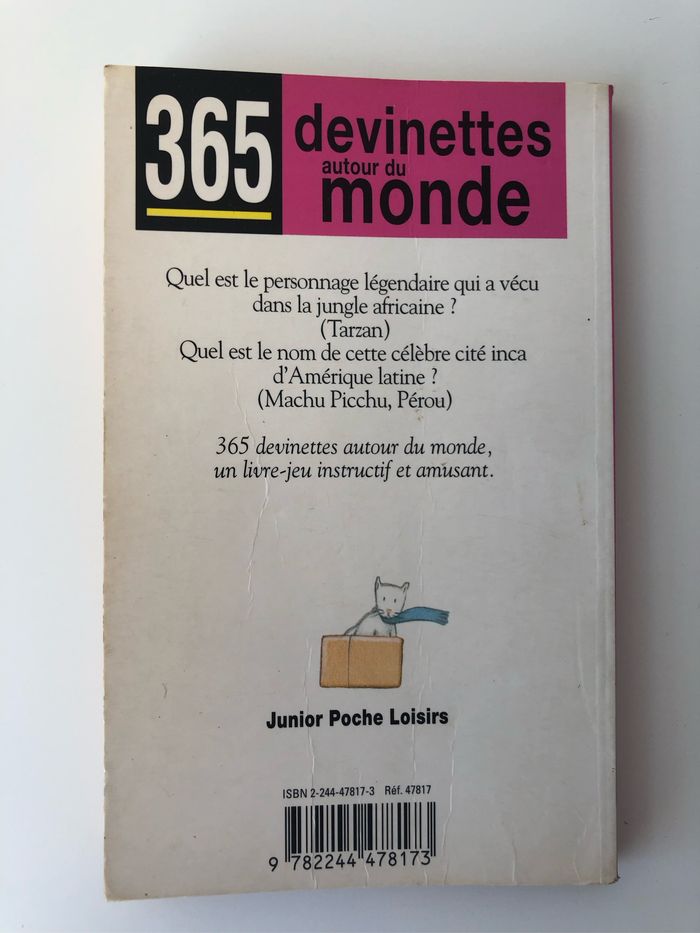 365
devinettes
autour du
monde
Quel est le personnage légendaire qui a vécu
dans la jungle africaine ?
(Tarzan)
Quel est le nom de cette célèbre cité inca
d'Amérique latine ?
(Machu Picchu, Pérou)
365 devinettes autour du monde,
un livre-jeu instructif et amusant.
Junior Poche Loisirs
ISBN 2-244-47817-3 Réf. 47817
9 782244 478173